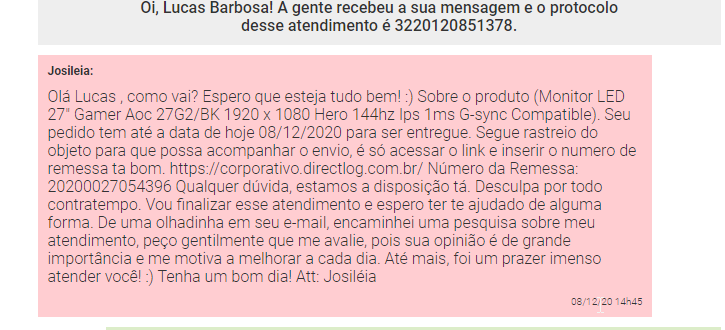 Oi, Lucas Barbosa! A gente recebeu a sua mensagem e o protocolo
desse atendimento é 3220120851378.
Josileia:
Olá Lucas , como vai? Espero que esteja tudo bem! :) Sobre o produto (Monitor LED
27" Gamer Aoc 27G2/BK 1920 x 1080 Hero 144hz Ips 1ms G-sync Compatible). Seu
pedido tem até a data de hoje 08/12/2020 para ser entregue. Segue rastreio do
objeto para que possa acompanhar o envio, é só acessar o link e inserir o numero de
remessa ta bom. https://corporativo.directlog.com.br/ Número da Remessa:
20200027054396 Qualquer dúvida, estamos a disposição tá. Desculpa por todo
contratempo. Vou finalizar esse atendimento e espero ter te ajudado de alguma
forma. De uma olhadinha em seu e-mail, encaminhei uma pesquisa sobre meu
atendimento, peço gentilmente que me avalie, pois sua opinião é de grande
importância e me motiva a melhorar a cada dia. Até mais, foi um prazer imenso
atender você! :) Tenha um bom dia! Att: Josiléia
08/12/20 14h45